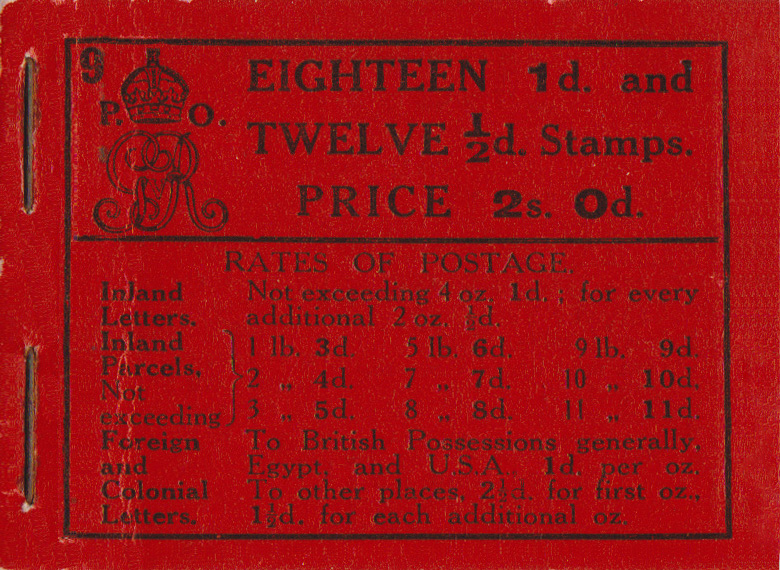 9
P. O.
GVR
EIGHTEEN 1d. and
TWELVE ½d. Stamps.
PRICE 2s. 0d.
RATES OF POSTAGE.
Inland Letters. Not exceeding 4 oz. 1d.; for every
additional 2 oz. ½d.
Inland Parcels, Not exceeding
1 lb. 3d. 5 lb. 6d. 9 lb. 9d.
2 „ 4d. 7 „ 7d. 10 „ 10d.
3 „ 5d. 8 „ 8d. 11 „ 11d.
Foreign and Colonial Letters.
To British Possessions generally,
Egypt, and U.S.A. 1d. per oz.
To other places, 2½d. for first oz.,
1½d. for each additional oz.